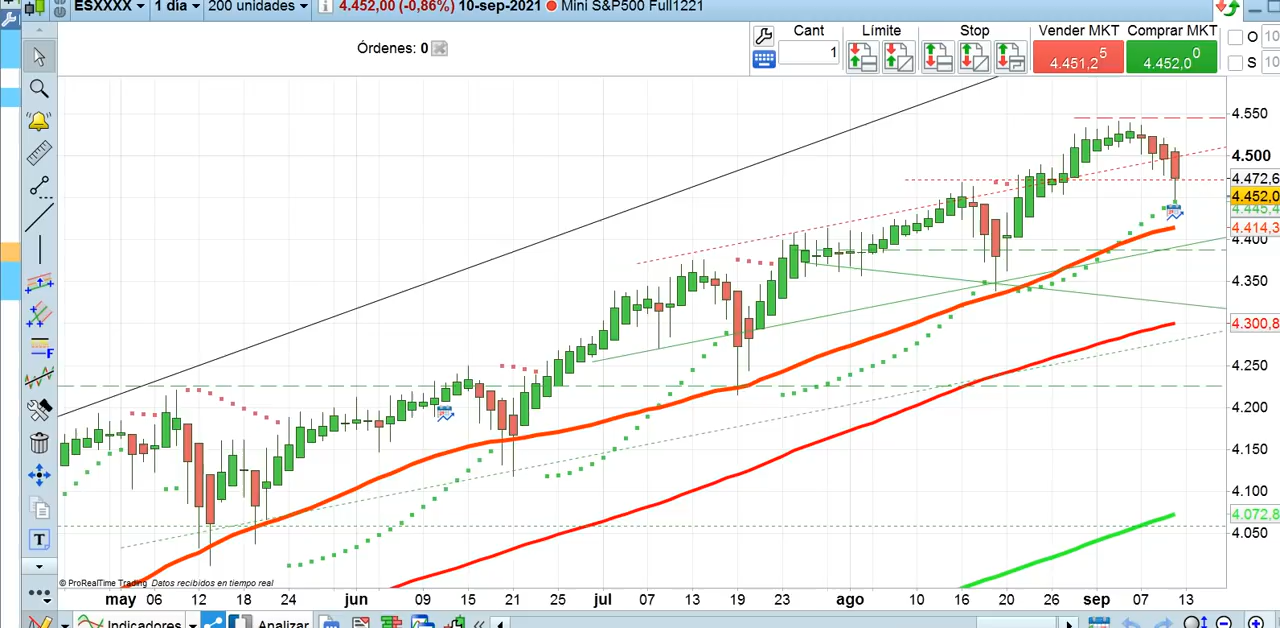 ESXXXX 1 día 200 unidades 4.452,00 (-0,86%) 10-sep-2021 Mini S&P500 Full1221
Órdenes: 0
Cant Límite Stop Vender MKT Comprar MKT
1 4.451,2 5 4.452,0 0
O 10
S 10
4.550
4.500
4.472,6
4.452,0
4.445,4
4.414,3
4.400
4.350
4.300,8
4.250
4.200
4.150
4.100
4.072,8
4.050
© ProRealTime Trading Datos recibidos en tiempo real
may 06 12 18 24 jun 09 15 21 25 jul 07 13 19 23 ago 10 16 20 26 sep 07 13
Indicadores Analizar